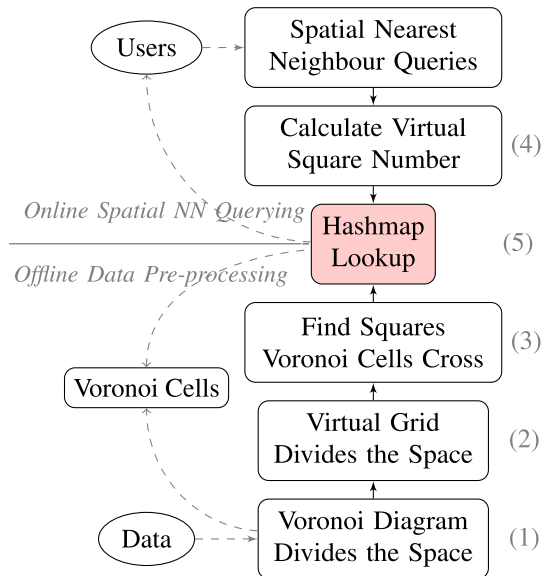 Users
Spatial Nearest
Neighbour Queries
Calculate Virtual
Square Number
(4)
Online Spatial NN Querying
Hashmap
Lookup
(5)
Offline Data Pre-processing
Find Squares
Voronoi Cells Cross
(3)
Voronoi Cells
Virtual Grid
Divides the Space
(2)
Data
Voronoi Diagram
Divides the Space
(1)